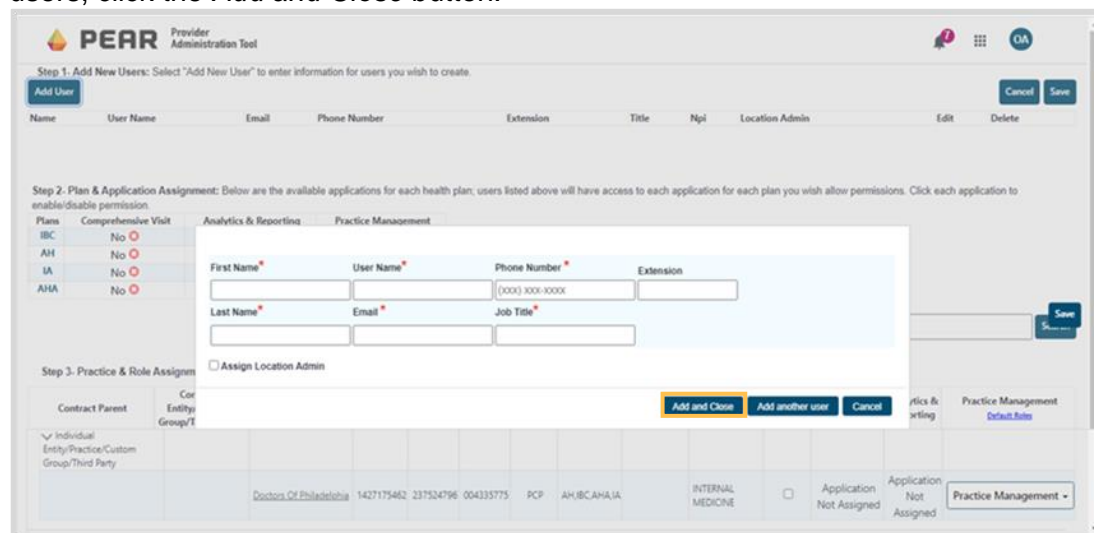 users, click the Add and Close button.
PEAR Provider Administration Tool
7
OA
Step 1- Add New Users: Select "Add New User" to enter information for users you wish to create.
Add User Cancel Save
Name User Name Email Phone Number Extension Title Npi Location Admin Edit Delete
Step 2- Plan & Application Assignment: Below are the available applications for each health plan; users listed above will have access to each application for each plan you wish allow permissions. Click each application to
enable/disable permission.
Plans Comprehensive Visit Analytics & Reporting Practice Management
IBC No
AH No
IA No
AHA No
First Name* User Name* Phone Number * Extension
(XXX) XXX-XXXX
Last Name* Email * Job Title*
Save
Assign Location Admin
Step 3- Practice & Role Assignm
Add and Close Add another user Cancel
Contract Parent
Practice Management
Default Roles
Individual
Entity/Practice/Custom
Group/Third Party
Doctors Of Philadelphia 1427175462 237524796 004335775 PCP AH,IBC,AHA,IA INTERNAL MEDICINE Application Not Assigned Application Not Assigned Practice Management